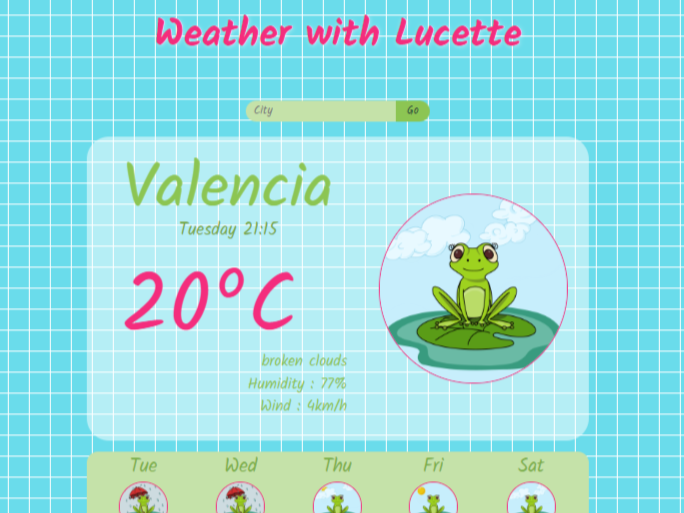 Weather with Lucette
City Go
Valencia
Tuesday 21:15
20°C
broken clouds
Humidity : 77%
Wind : 4km/h
Tue Wed Thu Fri Sat